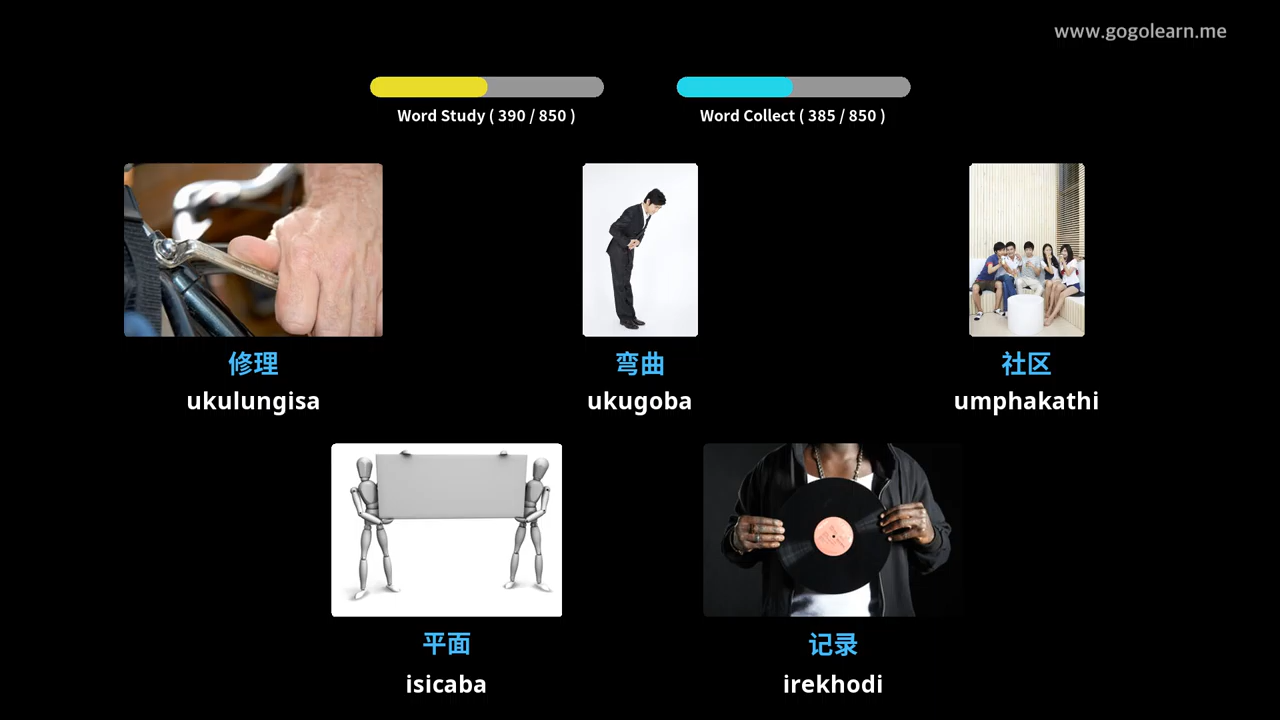 www.gogolearn.me
Word Study ( 390 / 850 )
Word Collect ( 385 / 850 )
修理
ukulungisa
弯曲
ukugoba
社区
umphakathi
平面
isicaba
记录
irekhodi